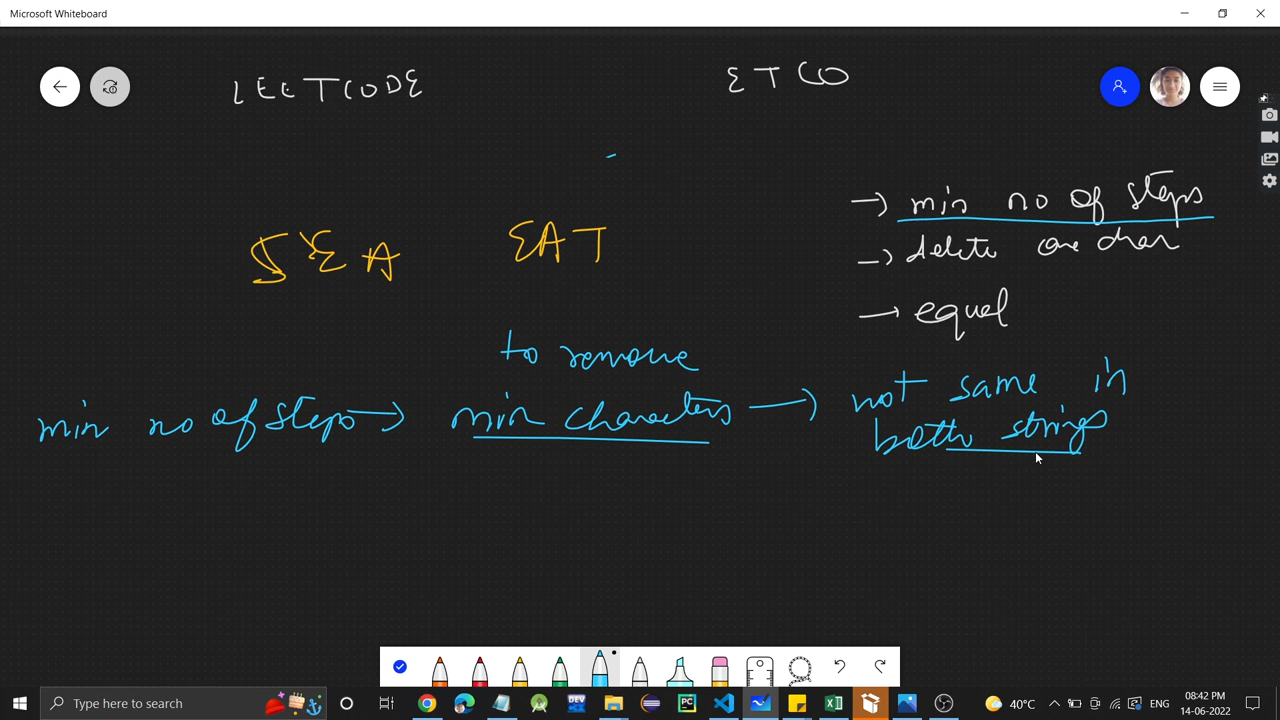 Microsoft Whiteboard
LEETCODE
ETCO
→ min no of steps
SEA
EAT
→ delete one char
→ equal
to remove
min no of steps → min characters → not same in
both strings
PC
DEV
Type here to search
40°C
ENG
08:42 PM
14-06-2022